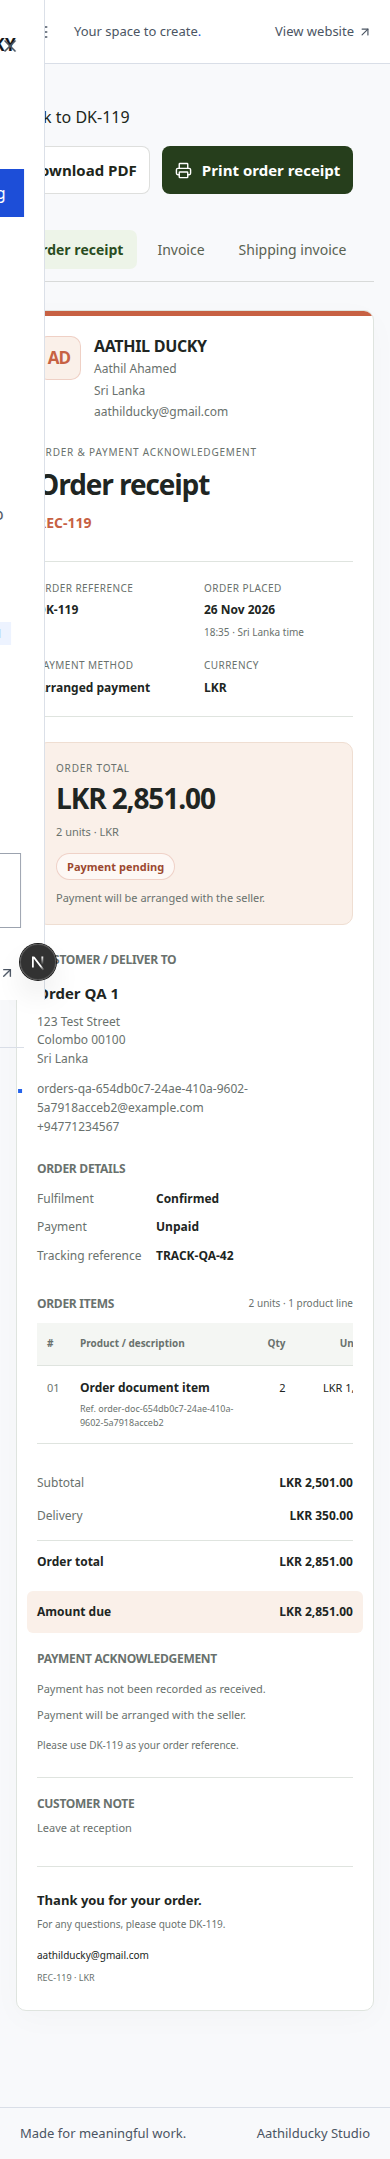 Your space to create.
View website
k to DK-119
ownload PDF
Print order receipt
rder receipt
Invoice
Shipping invoice
AD
AATHIL DUCKY
Aathil Ahamed
Sri Lanka
aathilducky@gmail.com
RDER & PAYMENT ACKNOWLEDGEMENT
Order receipt
EC-119
RDER REFERENCE
K-119
ORDER PLACED
26 Nov 2026
18:35 · Sri Lanka time
AYMENT METHOD
rranged payment
CURRENCY
LKR
ORDER TOTAL
LKR 2,851.00
2 units · LKR
Payment pending
Payment will be arranged with the seller.
N
STOMER / DELIVER TO
Order QA 1
123 Test Street
Colombo 00100
Sri Lanka
orders-qa-654db0c7-24ae-410a-9602-
5a7918acceb2@example.com
+94771234567
ORDER DETAILS
Fulfilment Confirmed
Payment Unpaid
Tracking reference TRACK-QA-42
ORDER ITEMS
2 units · 1 product line
# Product / description Qty Un
01 Order document item 2 LKR 1,
Ref. order-doc-654db0c7-24ae-410a-
9602-5a7918acceb2
Subtotal LKR 2,501.00
Delivery LKR 350.00
Order total LKR 2,851.00
Amount due LKR 2,851.00
PAYMENT ACKNOWLEDGEMENT
Payment has not been recorded as received.
Payment will be arranged with the seller.
Please use DK-119 as your order reference.
CUSTOMER NOTE
Leave at reception
Thank you for your order.
For any questions, please quote DK-119.
aathilducky@gmail.com
REC-119 · LKR
Made for meaningful work.
Aathilducky Studio